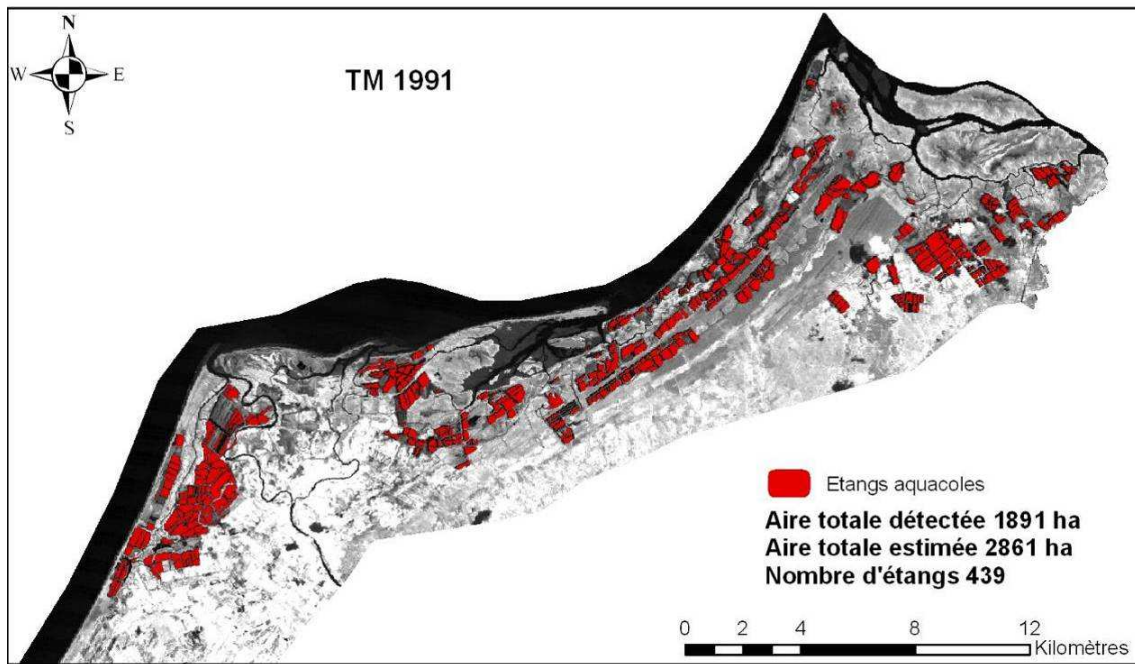 N
W E
S
TM 1991
Etangs aquacoles
Aire totale détectée 1891 ha
Aire totale estimée 2861 ha
Nombre d'étangs 439
0 2 4 8 12
Kilomètres